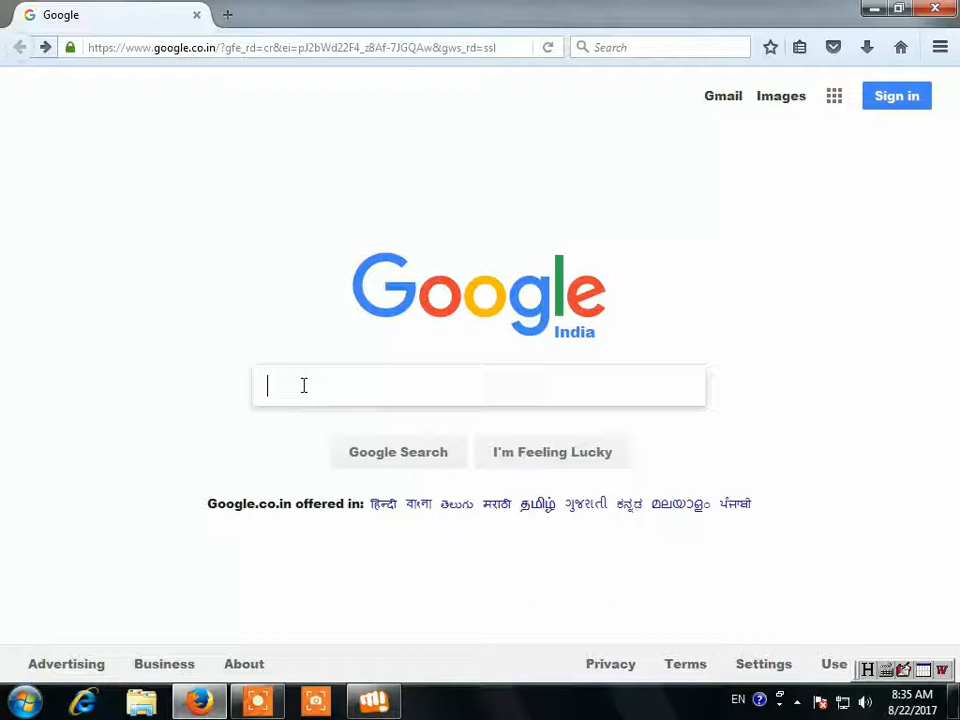 Google
https://www.google.co.in/?gfe_rd=cr&ei=pJ2bWd22F4_z8Af-7JGQAw&gws_rd=ssl
Search
Gmail Images Sign in
Google
India
Google Search I'm Feeling Lucky
Google.co.in offered in: हिन्दी বাংলা తెలుగు मराठी தமிழ் ગુજરાતી ಕನ್ನಡ മലയാളം ਪੰਜਾਬੀ
Advertising Business About Privacy Terms Settings Use
H W
EN 8:35 AM
8/22/2017